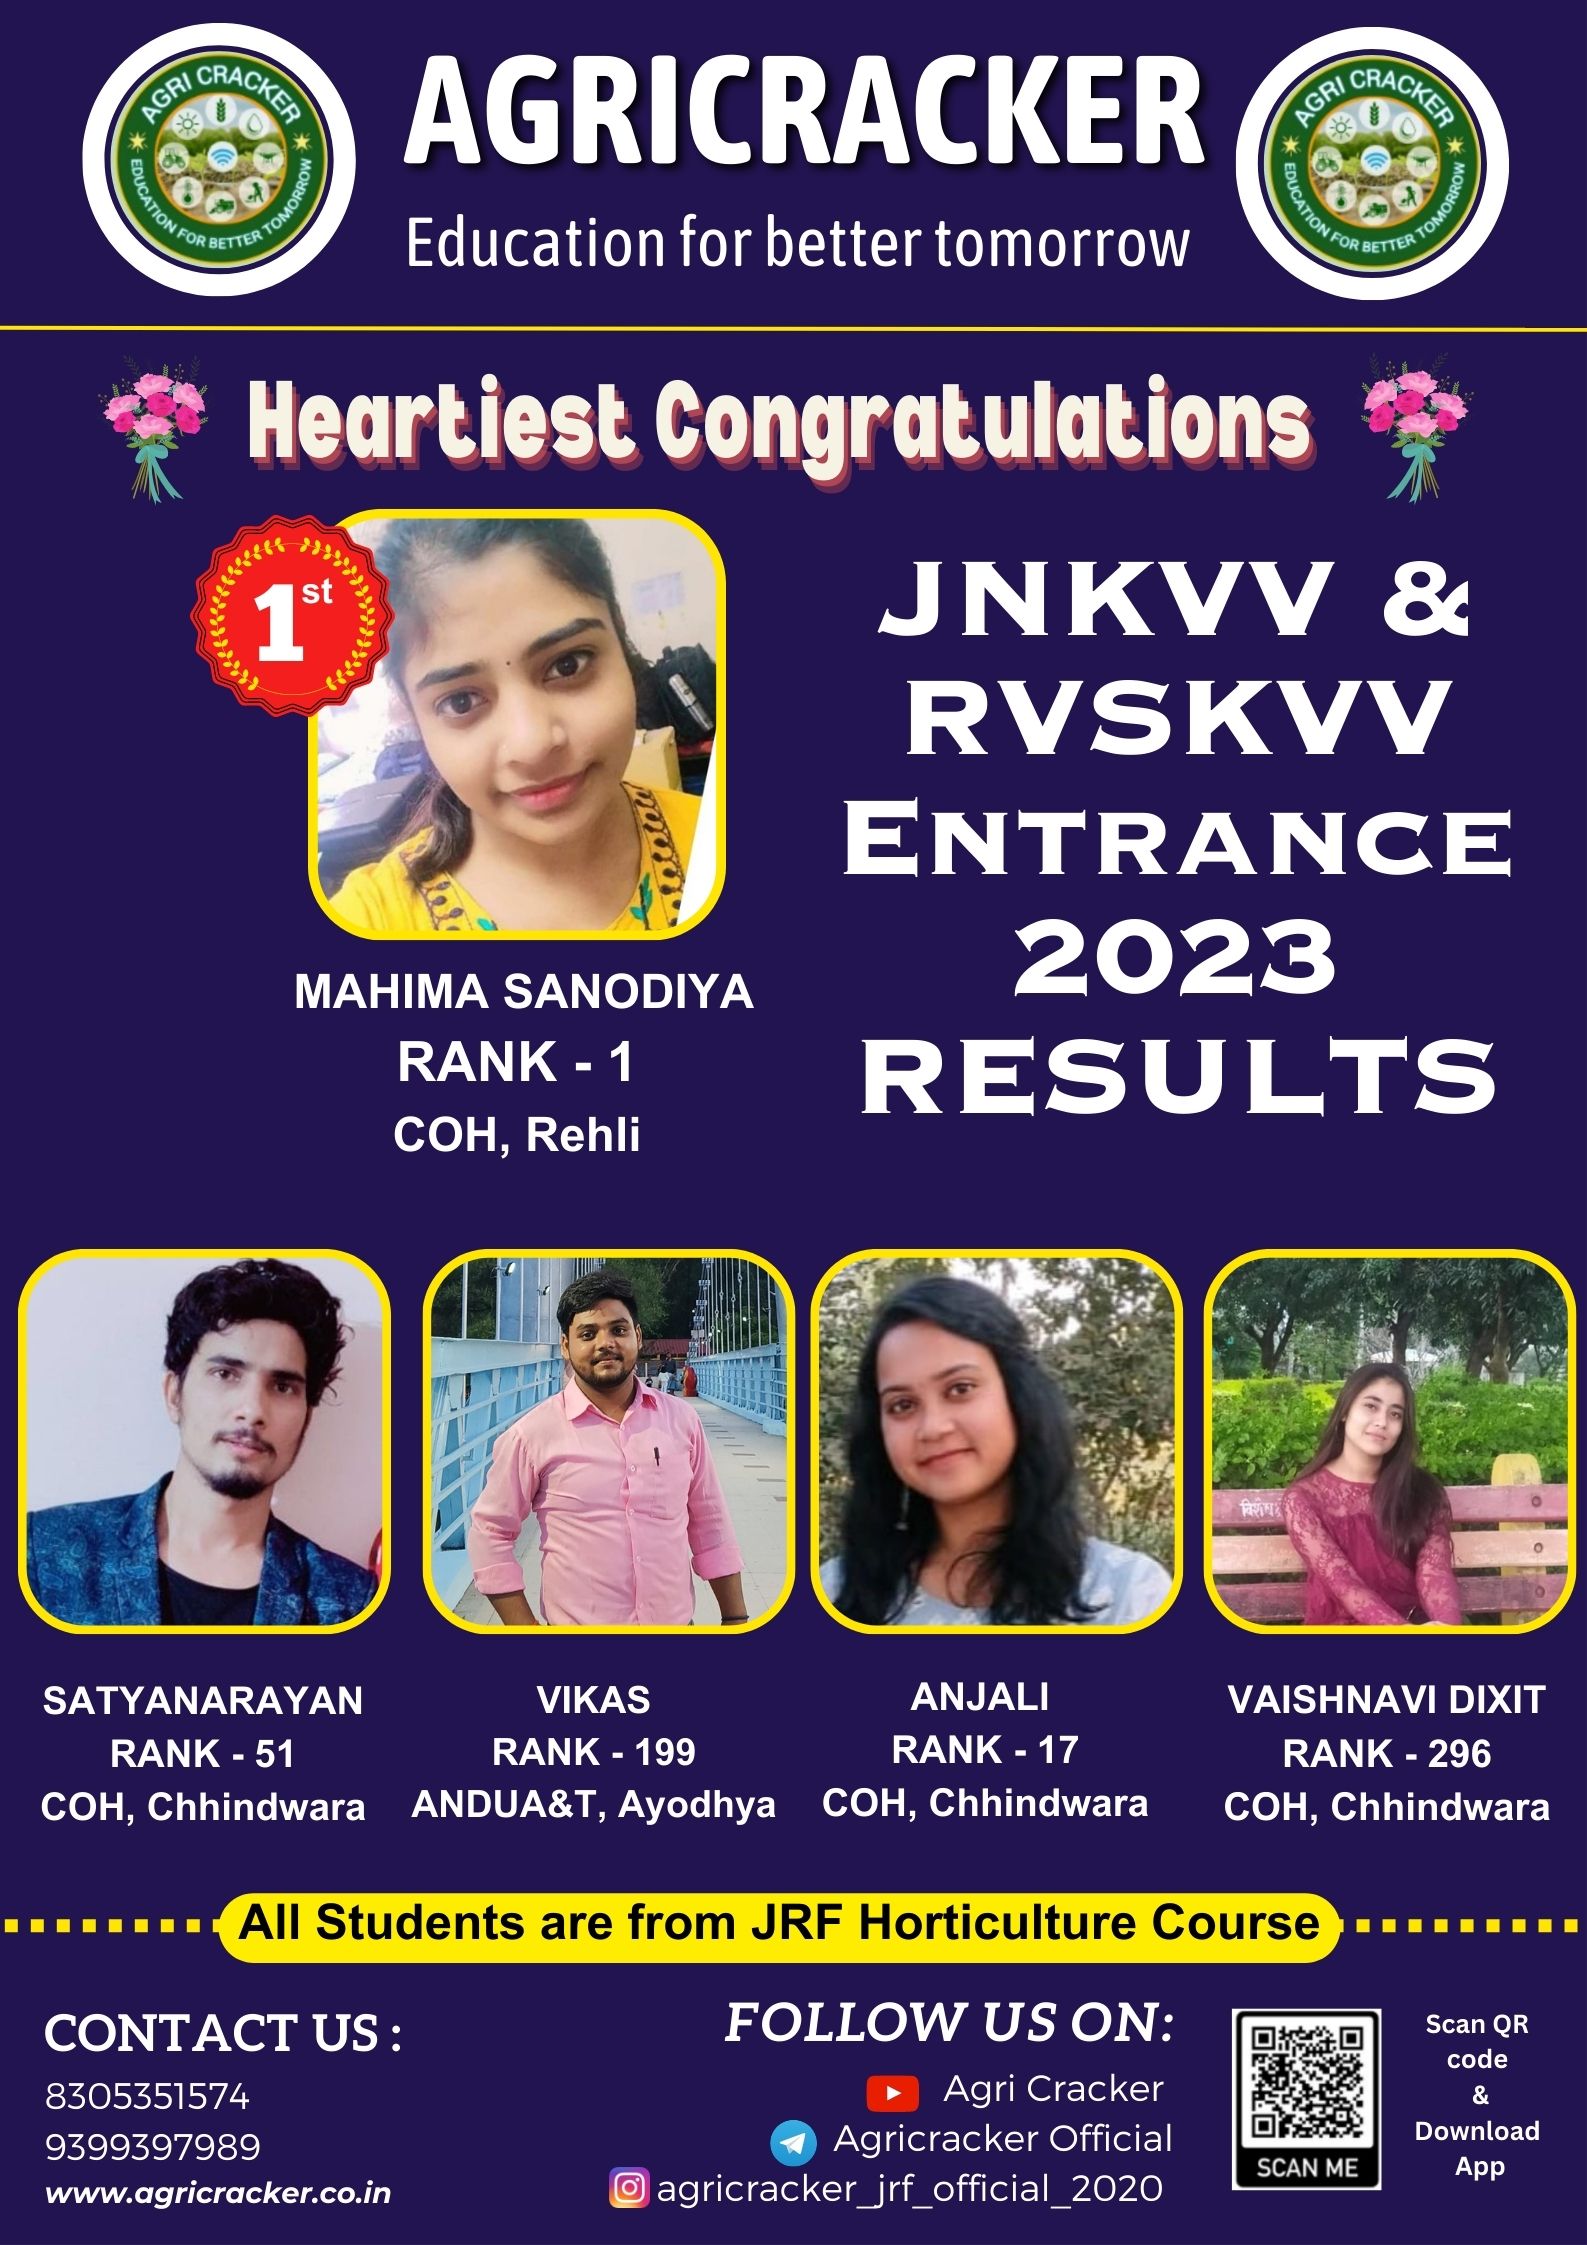 AGRI CRACKER
EDUCATION FOR BETTER TOMORROW
AGRICRACKER
Education for better tomorrow
AGRI CRACKER
EDUCATION FOR BETTER TOMORROW
Heartiest Congratulations
1st
JNKVV &
RVSKVV
ENTRANCE
2023
RESULTS
MAHIMA SANODIYA
RANK - 1
COH, Rehli
SATYANARAYAN
RANK - 51
COH, Chhindwara
VIKAS
RANK - 199
ANDUA&T, Ayodhya
ANJALI
RANK - 17
COH, Chhindwara
VAISHNAVI DIXIT
RANK - 296
COH, Chhindwara
All Students are from JRF Horticulture Course
CONTACT US :
8305351574
9399397989
www.agricracker.co.in
FOLLOW US ON:
Agri Cracker
Agricracker Official
agricracker_jrf_official_2020
SCAN ME
Scan QR
code
&
Download
App